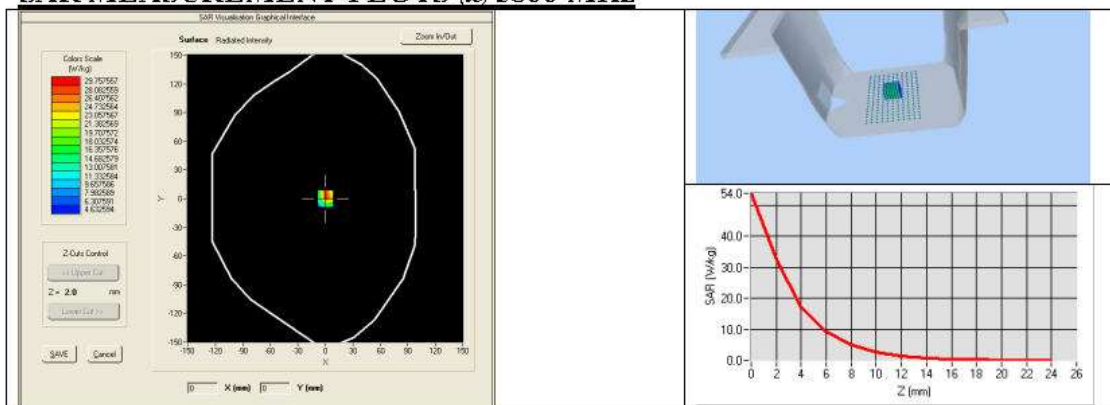 SAR MEASUREMENT PLOTS @ 5800 MHz
SAR Visualisation Graphical Interface
Surface Radiated Intensity
Zoom In/Out
Colors Scale
(W/kg)
29.757557
28.082559
26.407562
24.732564
23.057567
21.382569
19.707572
18.032574
16.357576
14.682579
13.007581
11.332584
9.657586
7.982589
6.307591
4.632594
Z-Cuts Control
<< Upper Cut
Z = 2.0 mm
Lower Cut >>
SAVE Cancel
150
120
90
60
30
0
-30
-60
-90
-120
-150
Y
-150 -120 -90 -60 -30 0 30 60 90 120 150
X
0 X (mm) 0 Y (mm)
54.0
40.0
30.0
20.0
10.0
0.0
SAR (W/kg)
0 2 4 6 8 10 12 14 16 18 20 22 24 26
Z (mm)